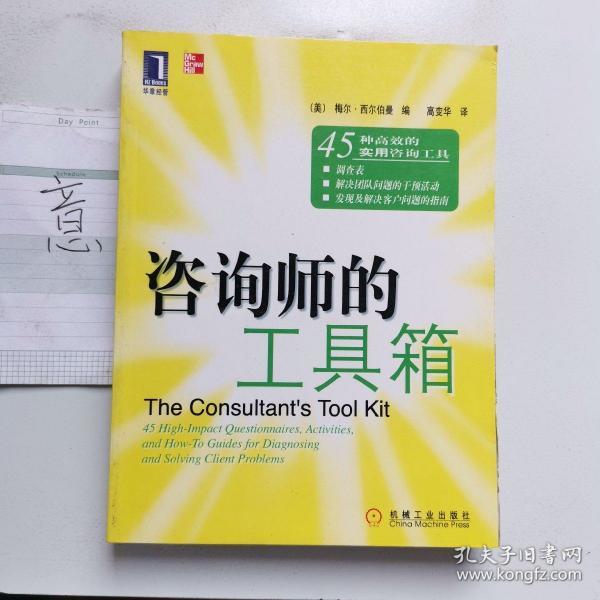 Day Point
Schedule
意
HZ Books
华章经管
Mc
Graw
Hill
（美） 梅尔·西尔伯曼 编 高变华 译
45种高效的
实用咨询工具
■ 调查表
■ 解决团队问题的干预活动
■ 发现及解决客户问题的指南
咨询师的
工具箱
The Consultant's Tool Kit
45 High-Impact Questionnaires, Activities,
and How-To Guides for Diagnosing
and Solving Client Problems
机械工业出版社
China Machine Press
孔夫子旧书网
www.kongfz.com